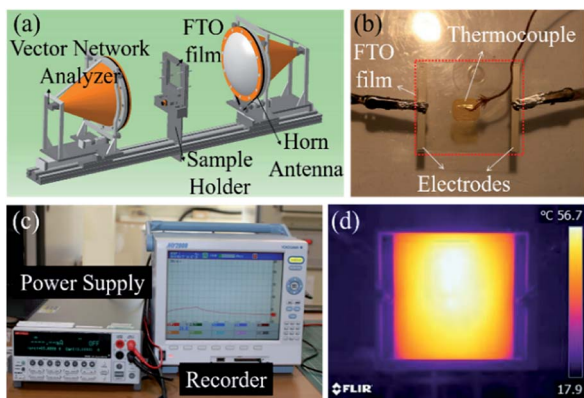 (a)
Vector Network
Analyzer
FTO
film
Sample
Holder
Horn
Antenna
(b)
FTO
film
Thermocouple
Electrodes
(c)
Power Supply
Recorder
(d)
°C 56.7
17.9
FLIR